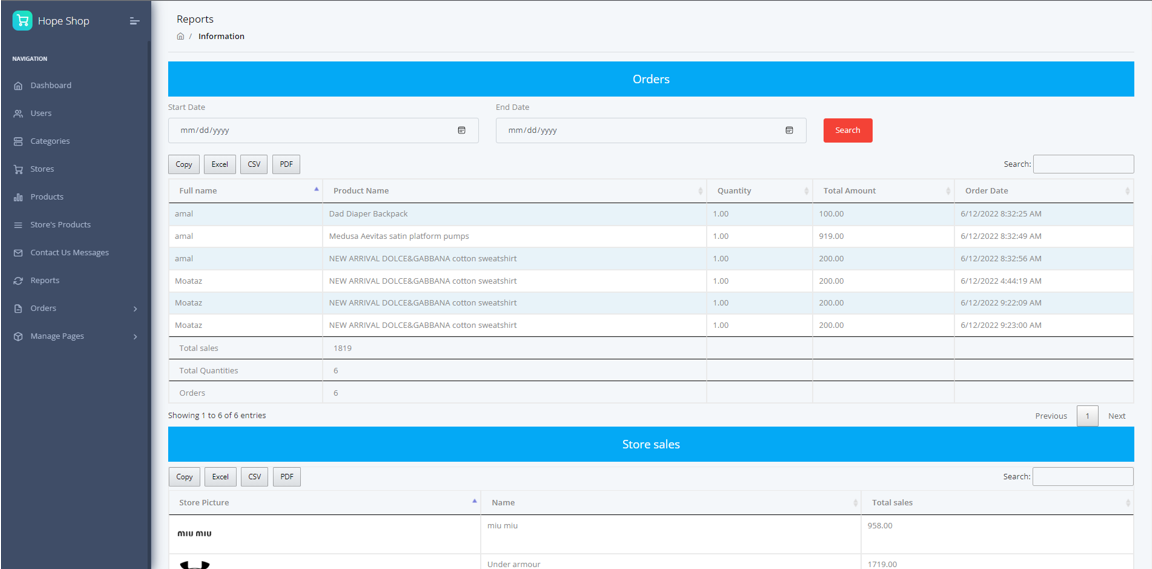 Hope Shop
NAVIGATION
Dashboard
Users
Categories
Stores
Products
Store's Products
Contact Us Messages
Reports
Orders
Manage Pages
Reports
/ Information
Orders
Start Date End Date
mm/dd/yyyy mm/dd/yyyy Search
Copy Excel CSV PDF Search:
Full name Product Name Quantity Total Amount Order Date
amal Dad Diaper Backpack 1.00 100.00 6/12/2022 8:32:25 AM
amal Medusa Aevitas satin platform pumps 1.00 919.00 6/12/2022 8:32:49 AM
amal NEW ARRIVAL DOLCE&GABBANA cotton sweatshirt 1.00 200.00 6/12/2022 8:32:56 AM
Moataz NEW ARRIVAL DOLCE&GABBANA cotton sweatshirt 1.00 200.00 6/12/2022 4:44:19 AM
Moataz NEW ARRIVAL DOLCE&GABBANA cotton sweatshirt 1.00 200.00 6/12/2022 9:22:09 AM
Moataz NEW ARRIVAL DOLCE&GABBANA cotton sweatshirt 1.00 200.00 6/12/2022 9:23:00 AM
Total sales 1819
Total Quantities 6
Orders 6
Showing 1 to 6 of 6 entries Previous 1 Next
Store sales
Copy Excel CSV PDF Search:
Store Picture Name Total sales
miu miu miu miu 958.00
Under armour 1719.00